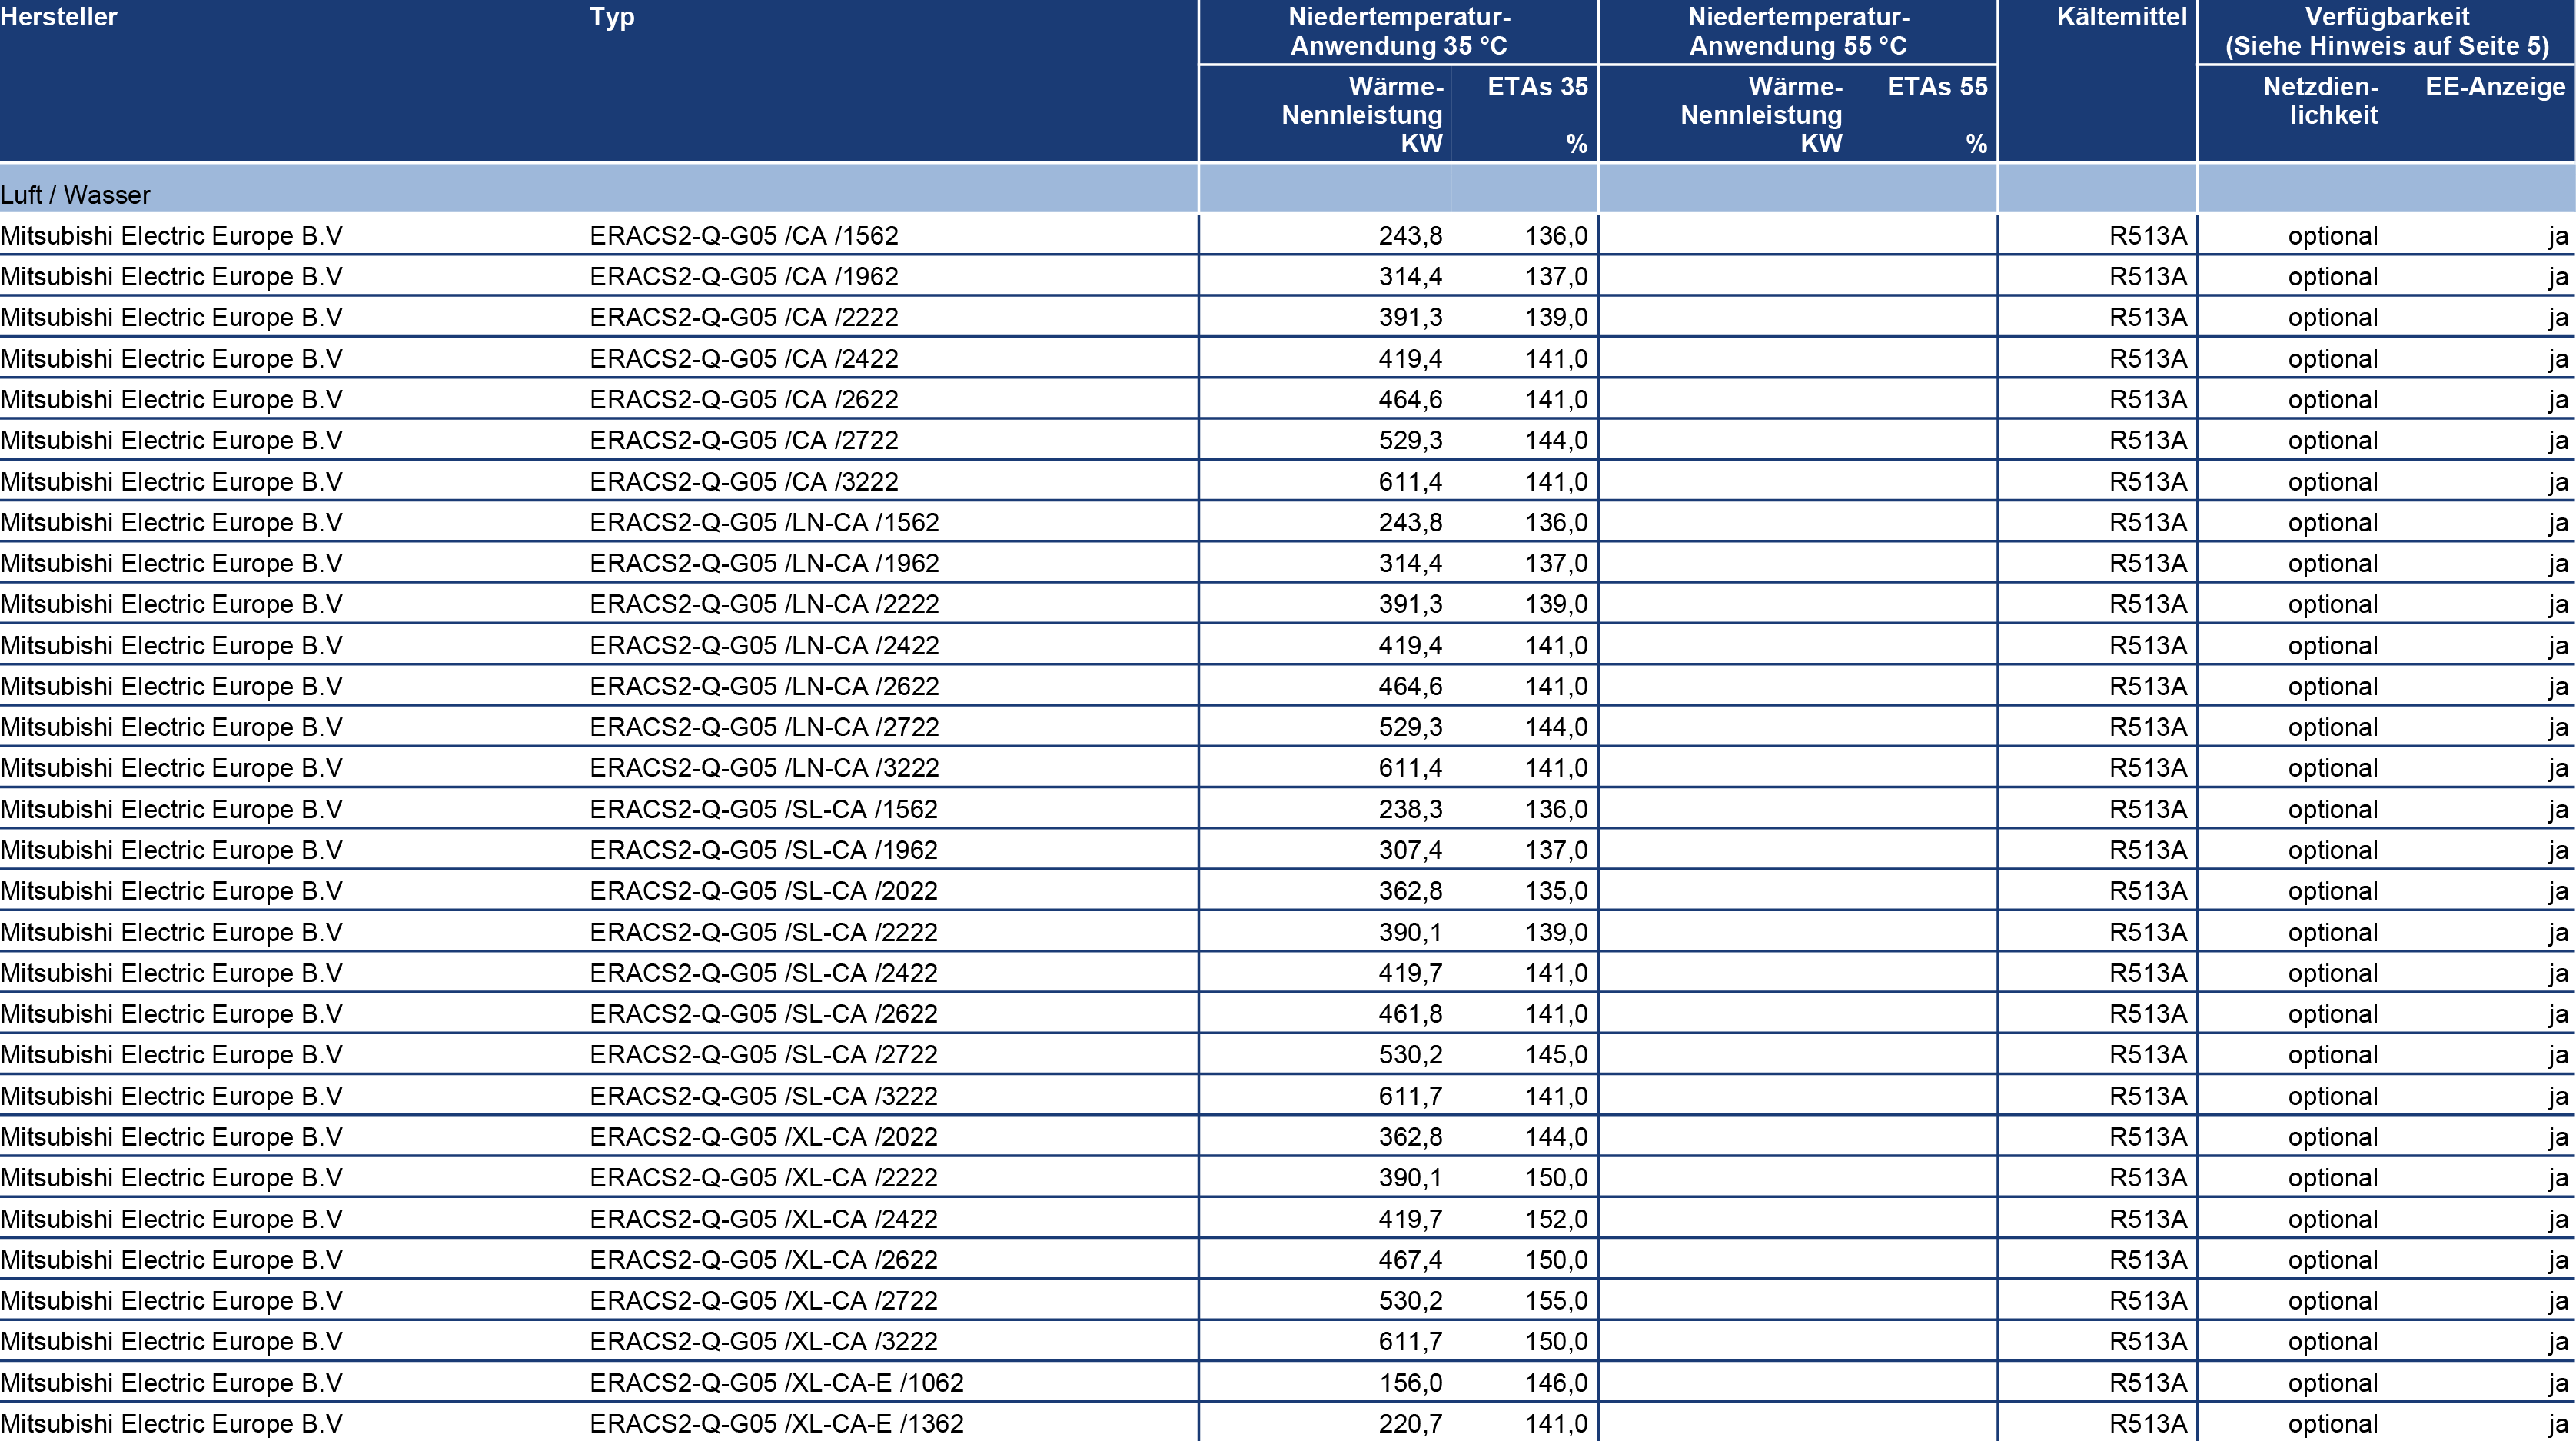 Hersteller Typ Niedertemperatur- Niedertemperatur- Kältemittel Verfügbarkeit
Anwendung 35 °C Anwendung 55 °C (Siehe Hinweis auf Seite 5)
Wärme- ETAs 35 Wärme- ETAs 55 Netzdien- EE-Anzeige
Nennleistung Nennleistung lichkeit
KW % KW %
Luft / Wasser
Mitsubishi Electric Europe B.V ERACS2-Q-G05 /CA /1562 243,8 136,0 R513A optional ja
Mitsubishi Electric Europe B.V ERACS2-Q-G05 /CA /1962 314,4 137,0 R513A optional ja
Mitsubishi Electric Europe B.V ERACS2-Q-G05 /CA /2222 391,3 139,0 R513A optional ja
Mitsubishi Electric Europe B.V ERACS2-Q-G05 /CA /2422 419,4 141,0 R513A optional ja
Mitsubishi Electric Europe B.V ERACS2-Q-G05 /CA /2622 464,6 141,0 R513A optional ja
Mitsubishi Electric Europe B.V ERACS2-Q-G05 /CA /2722 529,3 144,0 R513A optional ja
Mitsubishi Electric Europe B.V ERACS2-Q-G05 /CA /3222 611,4 141,0 R513A optional ja
Mitsubishi Electric Europe B.V ERACS2-Q-G05 /LN-CA /1562 243,8 136,0 R513A optional ja
Mitsubishi Electric Europe B.V ERACS2-Q-G05 /LN-CA /1962 314,4 137,0 R513A optional ja
Mitsubishi Electric Europe B.V ERACS2-Q-G05 /LN-CA /2222 391,3 139,0 R513A optional ja
Mitsubishi Electric Europe B.V ERACS2-Q-G05 /LN-CA /2422 419,4 141,0 R513A optional ja
Mitsubishi Electric Europe B.V ERACS2-Q-G05 /LN-CA /2622 464,6 141,0 R513A optional ja
Mitsubishi Electric Europe B.V ERACS2-Q-G05 /LN-CA /2722 529,3 144,0 R513A optional ja
Mitsubishi Electric Europe B.V ERACS2-Q-G05 /LN-CA /3222 611,4 141,0 R513A optional ja
Mitsubishi Electric Europe B.V ERACS2-Q-G05 /SL-CA /1562 238,3 136,0 R513A optional ja
Mitsubishi Electric Europe B.V ERACS2-Q-G05 /SL-CA /1962 307,4 137,0 R513A optional ja
Mitsubishi Electric Europe B.V ERACS2-Q-G05 /SL-CA /2022 362,8 135,0 R513A optional ja
Mitsubishi Electric Europe B.V ERACS2-Q-G05 /SL-CA /2222 390,1 139,0 R513A optional ja
Mitsubishi Electric Europe B.V ERACS2-Q-G05 /SL-CA /2422 419,7 141,0 R513A optional ja
Mitsubishi Electric Europe B.V ERACS2-Q-G05 /SL-CA /2622 461,8 141,0 R513A optional ja
Mitsubishi Electric Europe B.V ERACS2-Q-G05 /SL-CA /2722 530,2 145,0 R513A optional ja
Mitsubishi Electric Europe B.V ERACS2-Q-G05 /SL-CA /3222 611,7 141,0 R513A optional ja
Mitsubishi Electric Europe B.V ERACS2-Q-G05 /XL-CA /2022 362,8 144,0 R513A optional ja
Mitsubishi Electric Europe B.V ERACS2-Q-G05 /XL-CA /2222 390,1 150,0 R513A optional ja
Mitsubishi Electric Europe B.V ERACS2-Q-G05 /XL-CA /2422 419,7 152,0 R513A optional ja
Mitsubishi Electric Europe B.V ERACS2-Q-G05 /XL-CA /2622 467,4 150,0 R513A optional ja
Mitsubishi Electric Europe B.V ERACS2-Q-G05 /XL-CA /2722 530,2 155,0 R513A optional ja
Mitsubishi Electric Europe B.V ERACS2-Q-G05 /XL-CA /3222 611,7 150,0 R513A optional ja
Mitsubishi Electric Europe B.V ERACS2-Q-G05 /XL-CA-E /1062 156,0 146,0 R513A optional ja
Mitsubishi Electric Europe B.V ERACS2-Q-G05 /XL-CA-E /1362 220,7 141,0 R513A optional ja